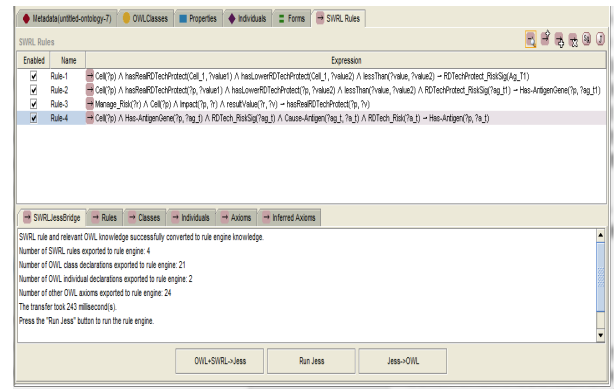 Metadata(untitled-ontology-7) OWLClasses Properties Individuals Forms SWRL Rules
SWRL Rules
Enabled Name Expression
Rule-1 Cell(?p) ∧ hasRealRDTechProtect(Cell_1, ?value1) ∧ hasLowerRDTechProtect(Cell_1, ?value2) ∧ lessThan(?value, ?value2) → RDTechProtect_RiskSig(Ag_T1)
Rule-2 Cell(?p) ∧ hasRealRDTechProtect(?p, ?value1) ∧ hasLowerRDTechProtect(?p, ?value2) ∧ lessThan(?value, ?value2) ∧ RDTechProtect_RiskSig(?ag_t1) → Has-AntigenGene(?p, ?ag_t1)
Rule-3 Manage_Risk(?r) ∧ Cell(?p) ∧ Impact(?p, ?r) ∧ resultValue(?r, ?v) → hasRealRDTechProtect(?p, ?v)
Rule-4 Cell(?p) ∧ Has-AntigenGene(?p, ?ag_t) ∧ RDTech_RiskSig(?ag_t) ∧ Cause-Antigen(?ag_t, ?a_t) ∧ RDTech_Risk(?a_t) → Has-Antigen(?p, ?a_t)
SWRLJessBridge Rules Classes Individuals Axioms Inferred Axioms
SWRL rule and relevant OWL knowledge successfully converted to rule engine knowledge.
Number of SWRL rules exported to rule engine: 4
Number of OWL class declarations exported to rule engine: 21
Number of OWL individual declarations exported to rule engine: 2
Number of other OWL axioms exported to rule engine: 24
The transfer took 243 millisecond(s).
Press the "Run Jess" button to run the rule engine.
OWL+SWRL->Jess Run Jess Jess->OWL